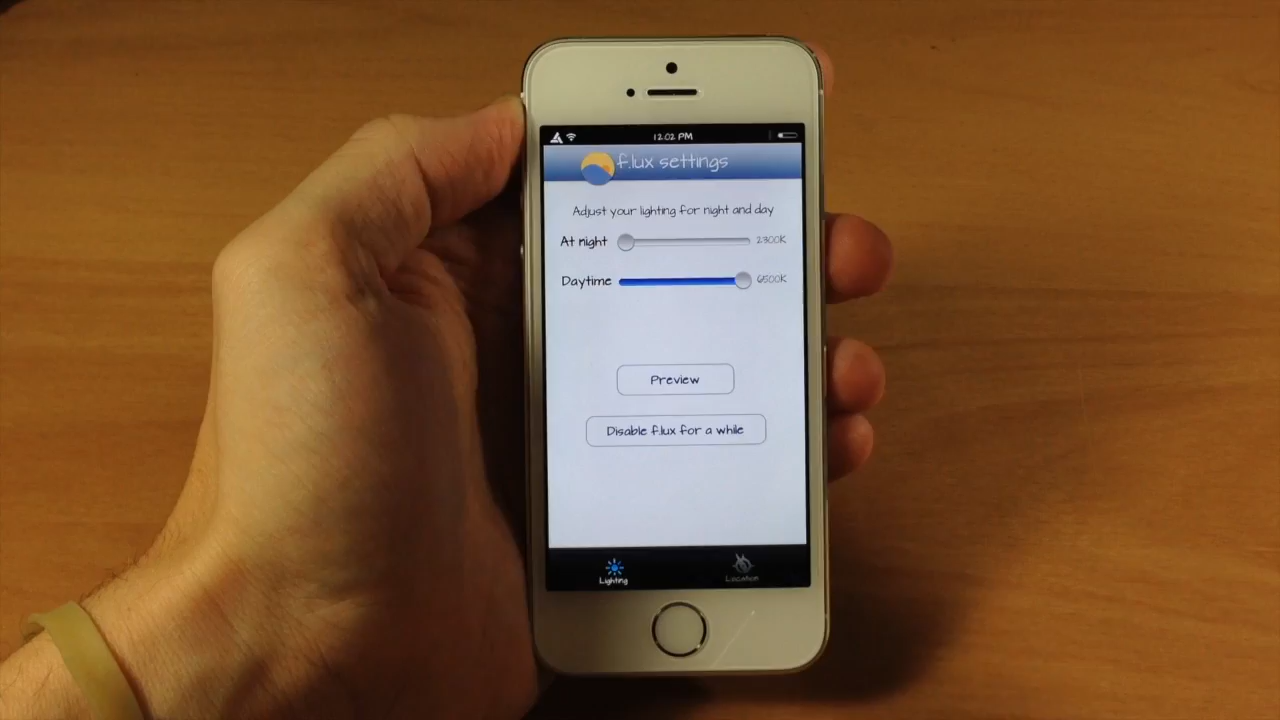 12:02 PM
f.lux settings
Adjust your lighting for night and day
At night 2300K
Daytime 6500K
Preview
Disable f.lux for a while
Lighting Location